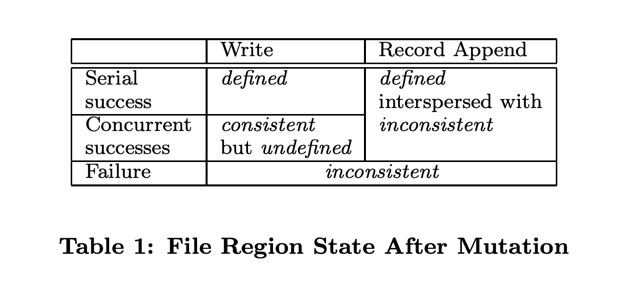 Write Record Append
Serial success defined defined interspersed with inconsistent
Concurrent successes consistent but undefined
Failure inconsistent
Table 1: File Region State After Mutation